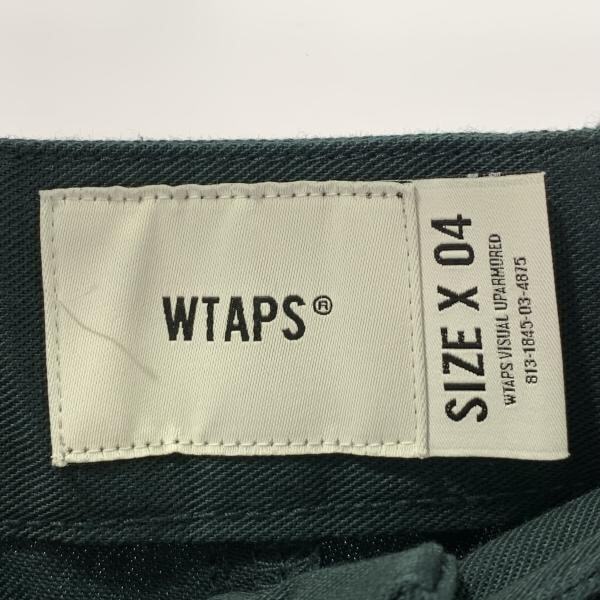 WTAPS®
SIZE X 04
WTAPS VISUAL UPARMORED
813-1845-03-4875